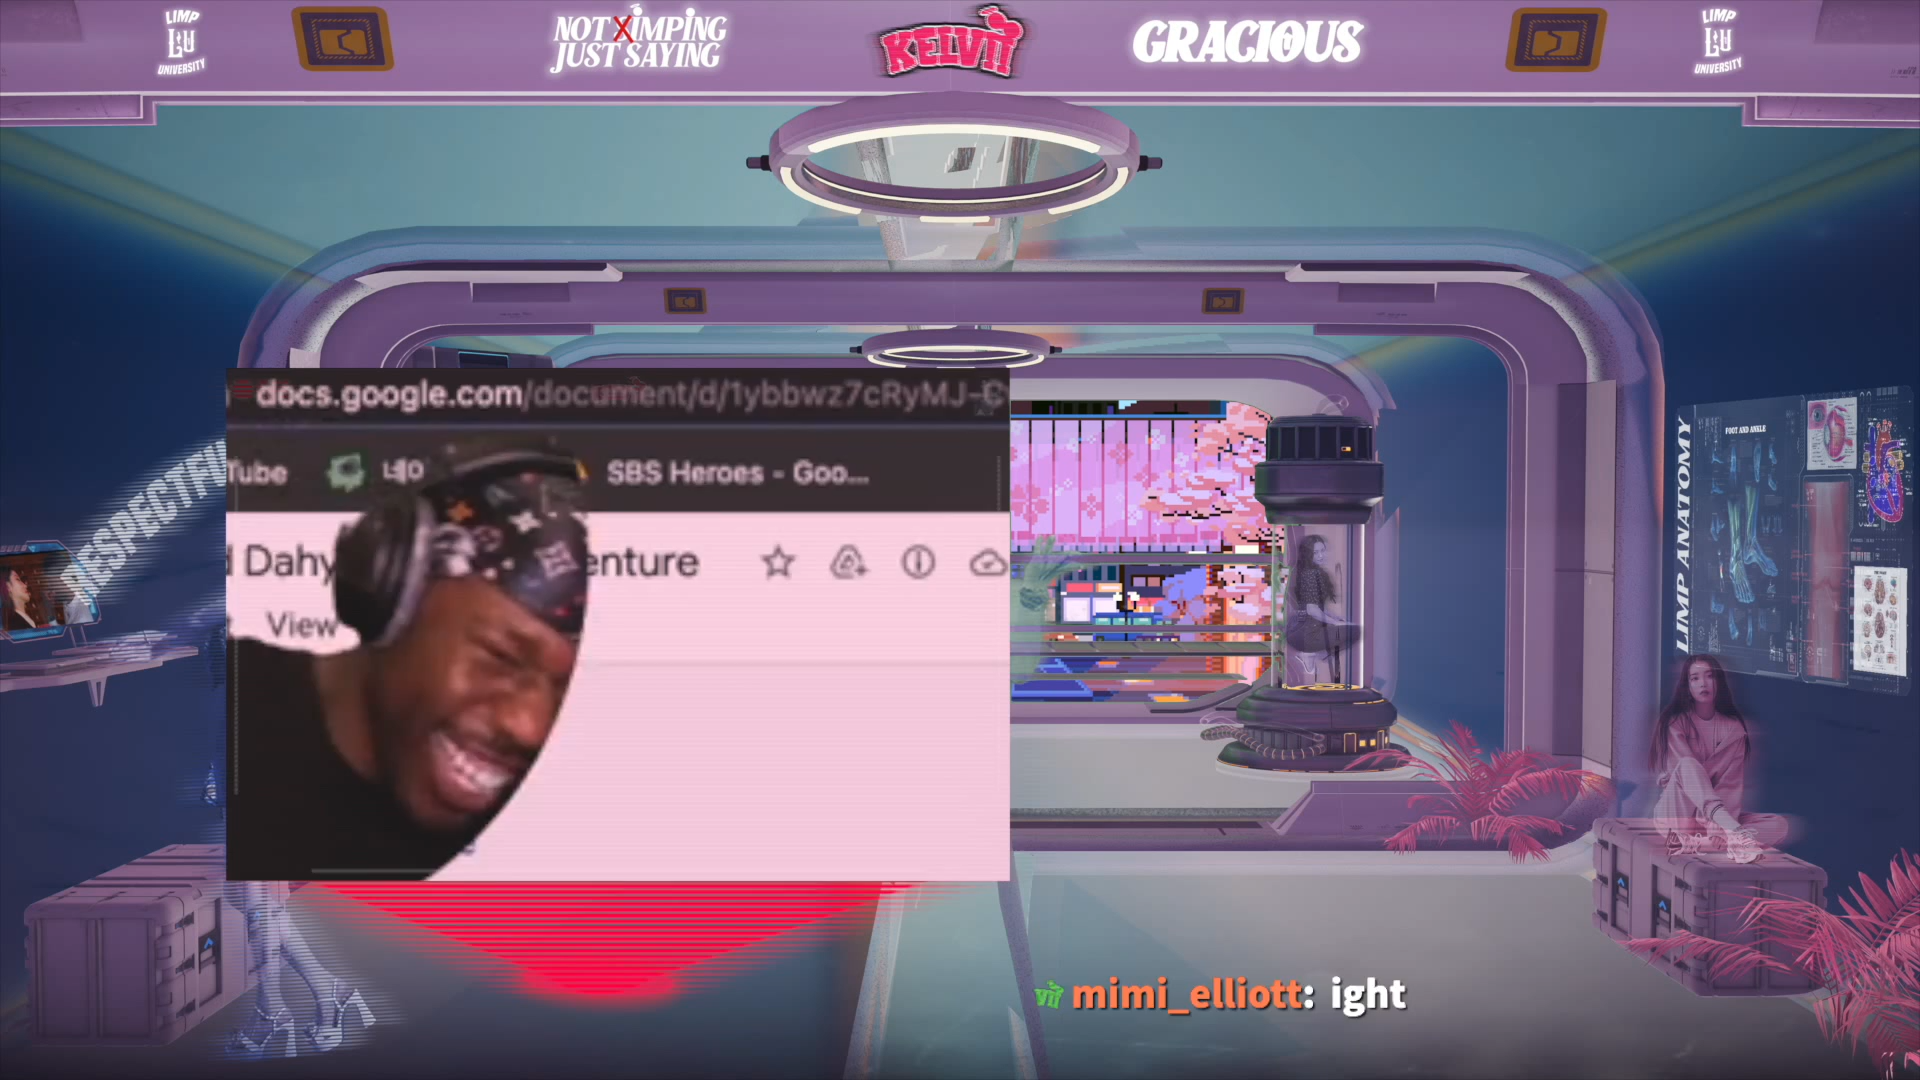 LIMP
LU
UNIVERSITY
NOT XIMPING
JUST SAYING
KELVII
GRACIOUS
LIMP
LU
UNIVERSITY
docs.google.com/document/d/1ybbwz7cRyMJ-
Tube
SBS Heroes - Goo...
Dahy
enture
View
RESPECTFU
LIMP ANATOMY
FOOT AND ANKLE
mimi_elliott: ight